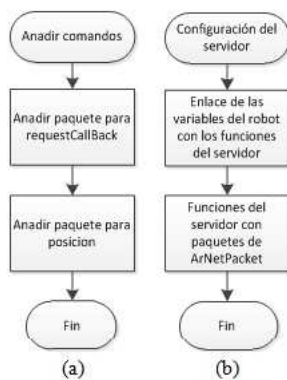 Anadir comandos
Anadir paquete para
requestCallBack
Anadir paquete para
posicion
Fin
(a)
Configuración del
servidor
Enlace de las
variables del robot
con los funciones
del servidor
Funciones del
servidor con
paquetes de
ArNetPacket
Fin
(b)